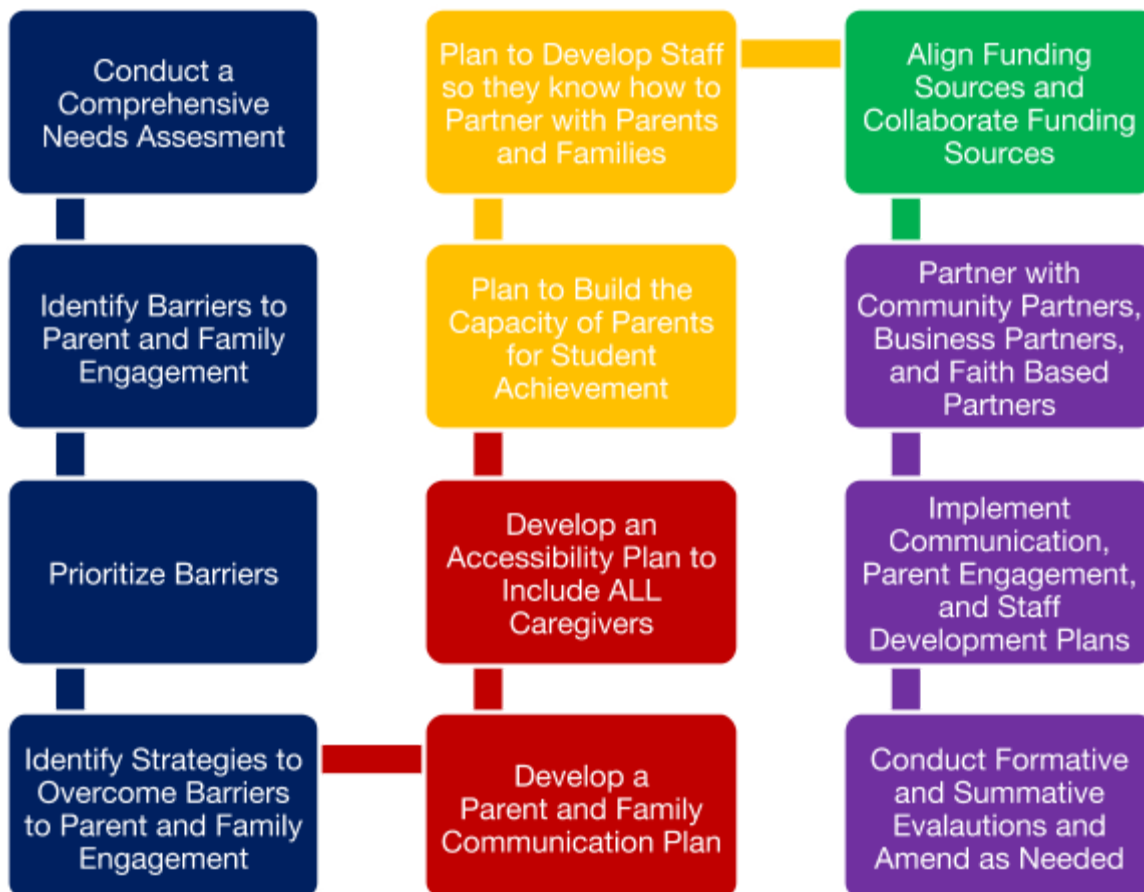 Conduct a
Comprehensive
Needs Assesment
Identify Barriers to
Parent and Family
Engagement
Prioritize Barriers
Identify Strategies to
Overcome Barriers
to Parent and Family
Engagement
Develop a
Parent and Family
Communication Plan
Develop an
Accessibility Plan to
Include ALL
Caregivers
Plan to Build the
Capacity of Parents
for Student
Achievement
Plan to Develop Staff
so they know how to
Partner with Parents
and Families
Align Funding
Sources and
Collaborate Funding
Sources
Partner with
Community Partners,
Business Partners,
and Faith Based
Partners
Implement
Communication,
Parent Engagement,
and Staff
Development Plans
Conduct Formative
and Summative
Evalautions and
Amend as Needed